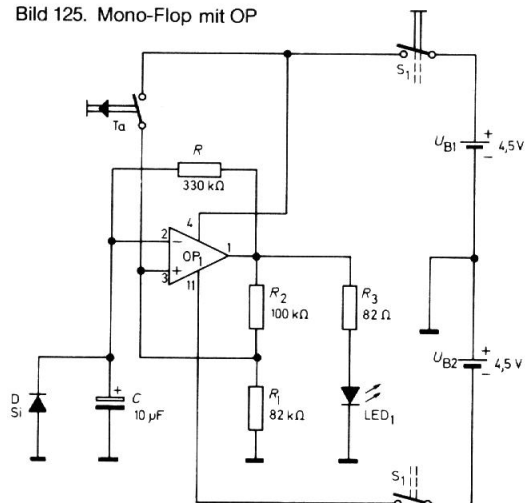 Bild 125. Mono-Flop mit OP
S1
Ta
UB1
+
−
4,5 V
R
330 kΩ
4
2
−
OP1
1
+
3
11
R2
100 kΩ
R3
82 Ω
UB2
+
−
4,5 V
D
Si
+
C
10 µF
R1
82 kΩ
LED1
S1